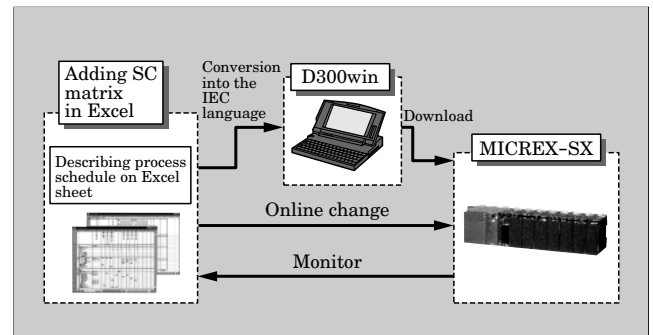 Adding SC
matrix
in Excel
Describing process
schedule on Excel
sheet
Conversion
into the
IEC
language
D300win
Download
MICREX-SX
Online change
Monitor